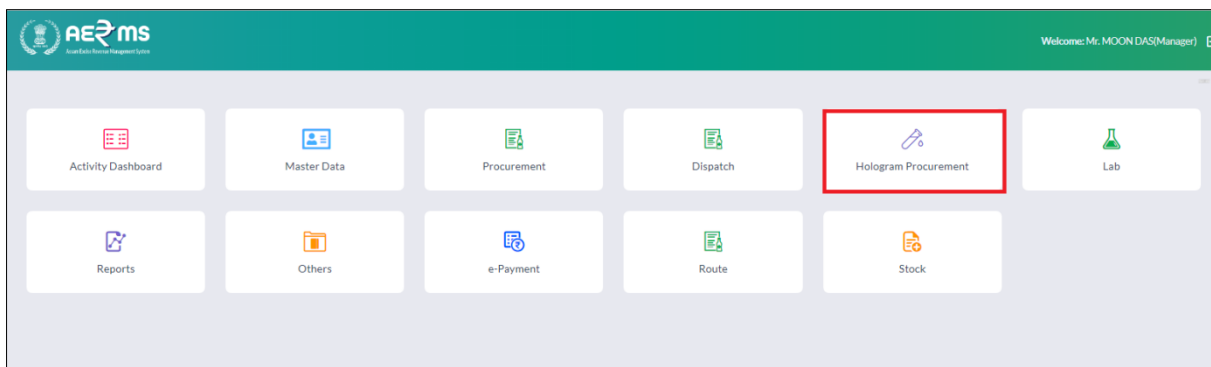 AERMS
Assam Excise Revenue Management System
Welcome: Mr. MOON DAS(Manager)
Activity Dashboard
Master Data
Procurement
Dispatch
Hologram Procurement
Lab
Reports
Others
e-Payment
Route
Stock